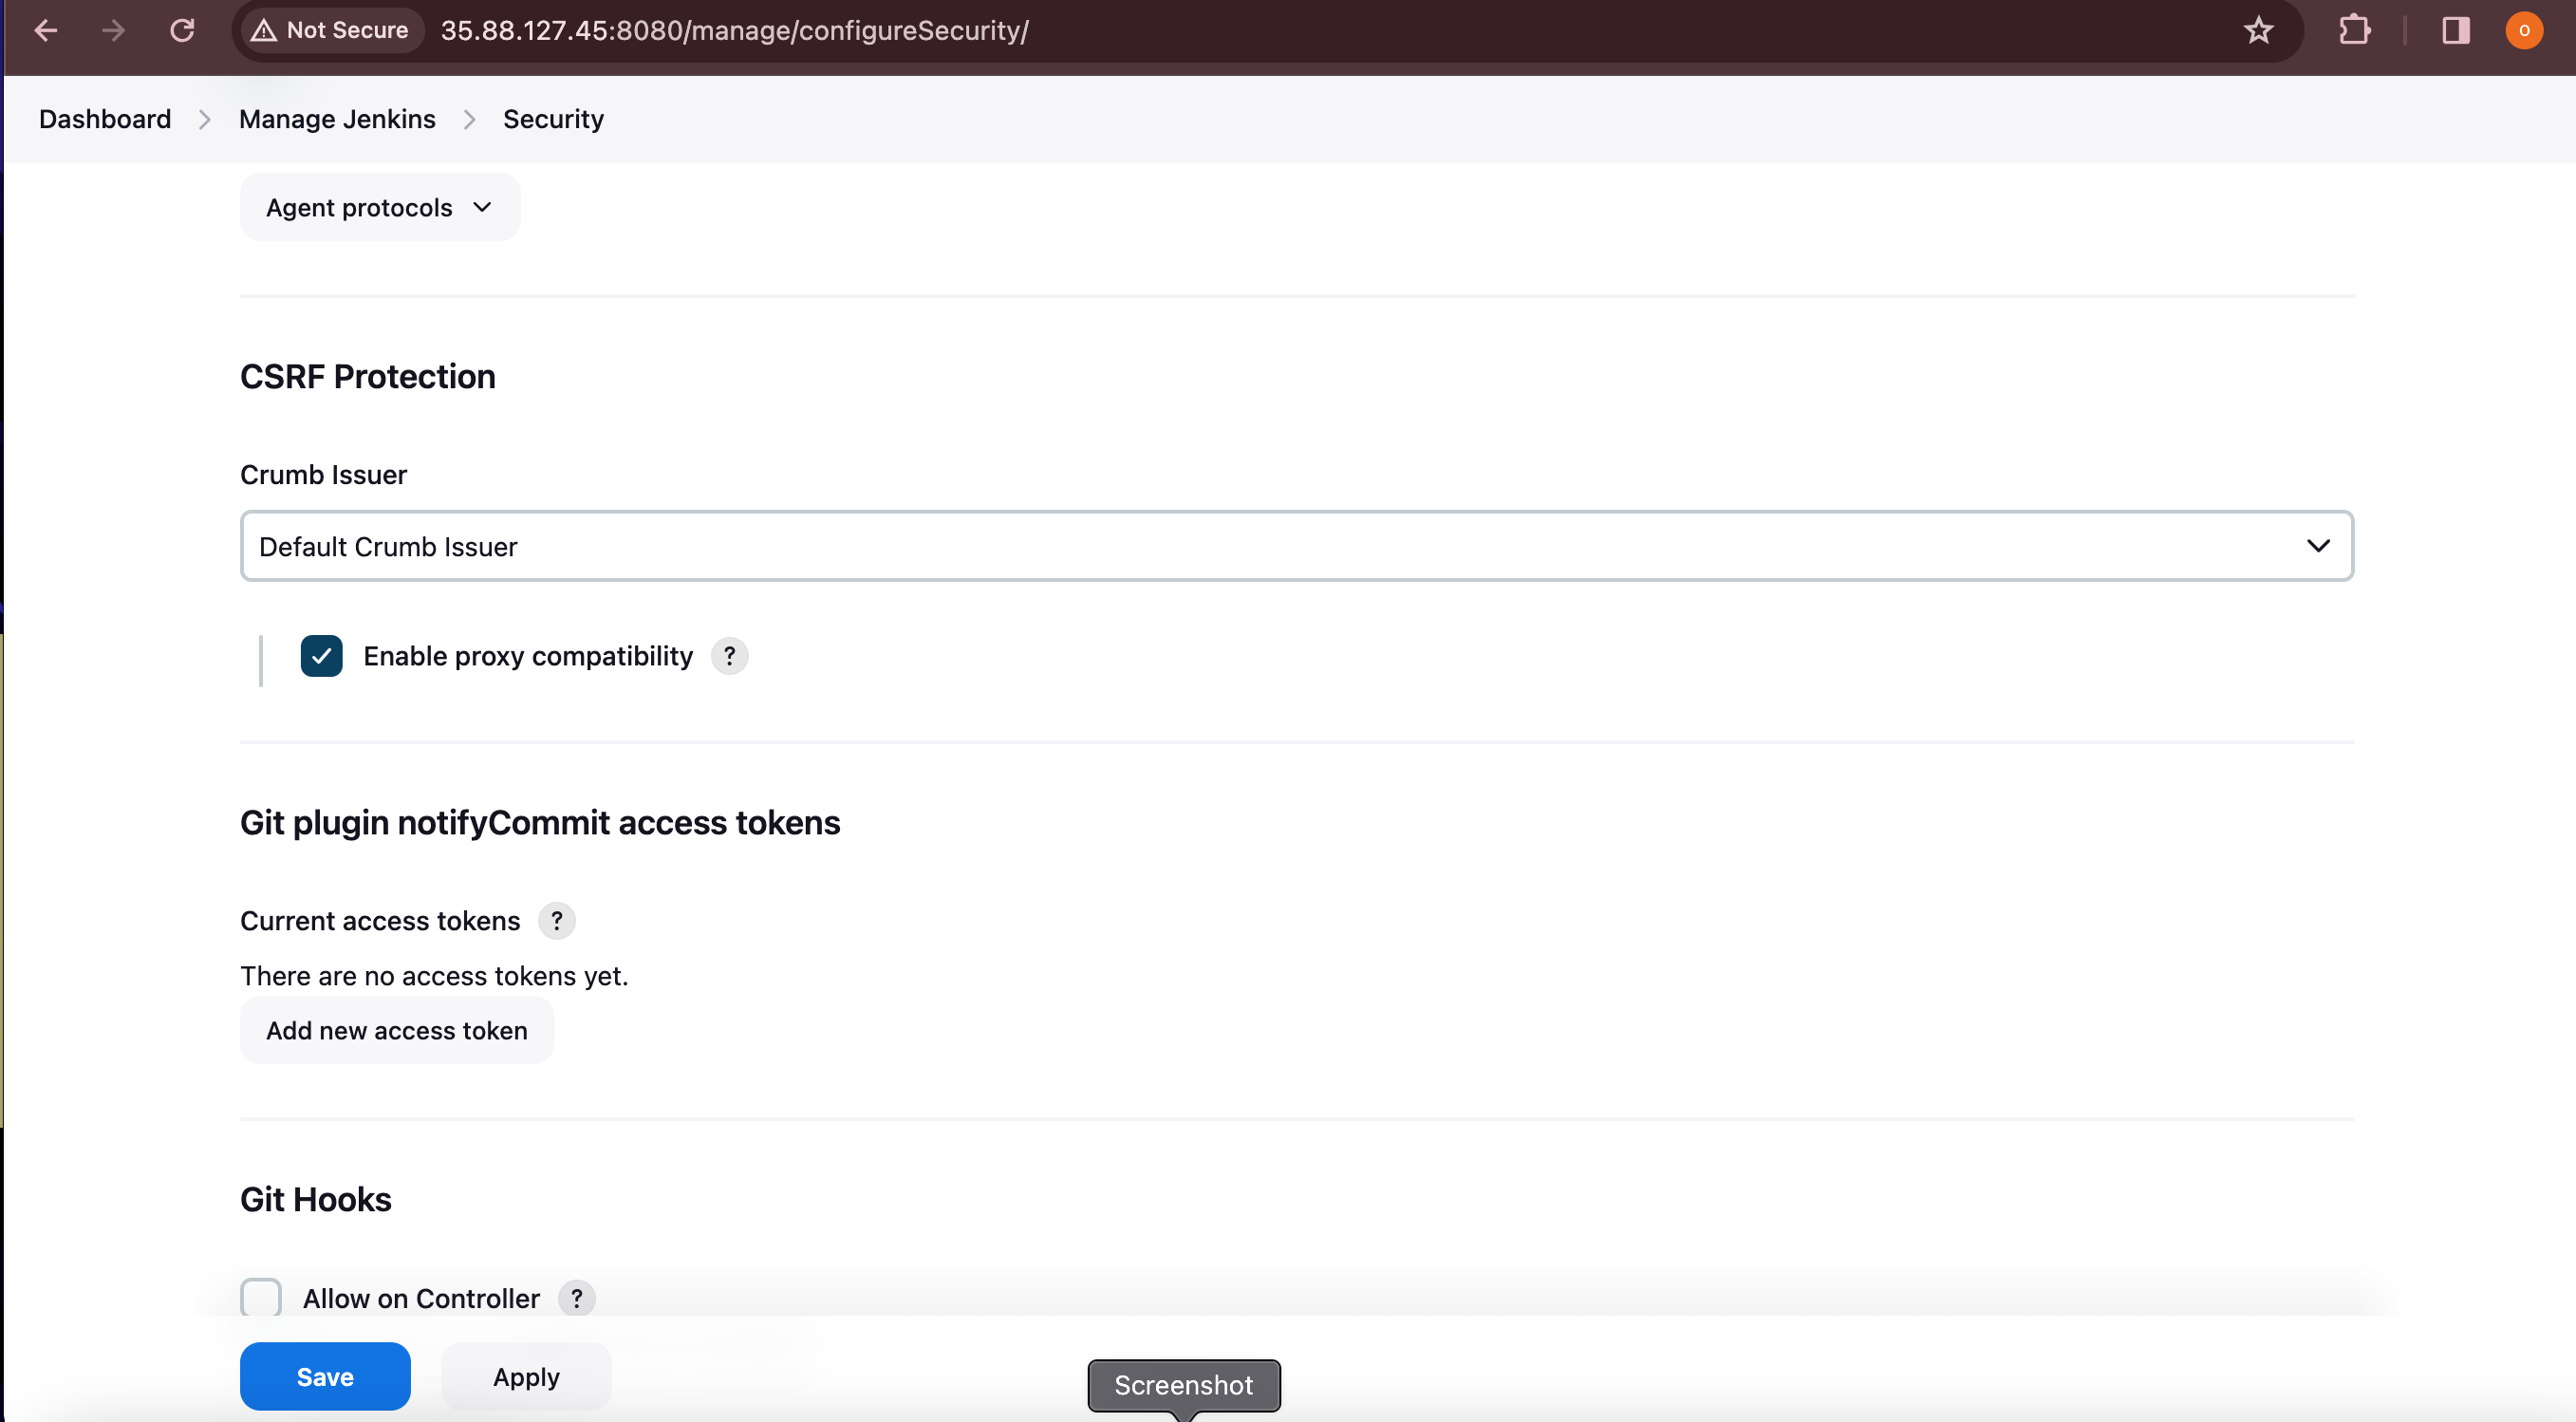 Not Secure 35.88.127.45:8080/manage/configureSecurity/ o
Dashboard > Manage Jenkins > Security
Agent protocols
CSRF Protection
Crumb Issuer
Default Crumb Issuer
Enable proxy compatibility ?
Git plugin notifyCommit access tokens
Current access tokens ?
There are no access tokens yet.
Add new access token
Git Hooks
Allow on Controller ?
Save Apply
Screenshot